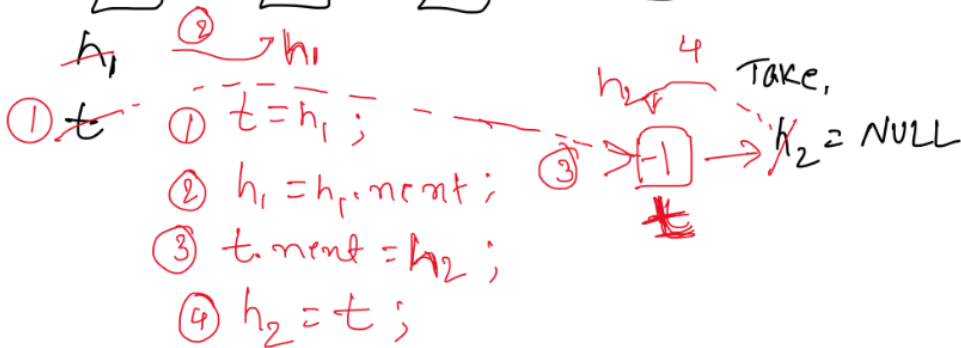 h₁ ② h₁
4
① t ① t = h₁ ; h₂ Take,
③ -1 h₂ = NULL
② h₁ = h₁.next ; t
③ t.next = h₂ ;
④ h₂ = t ;